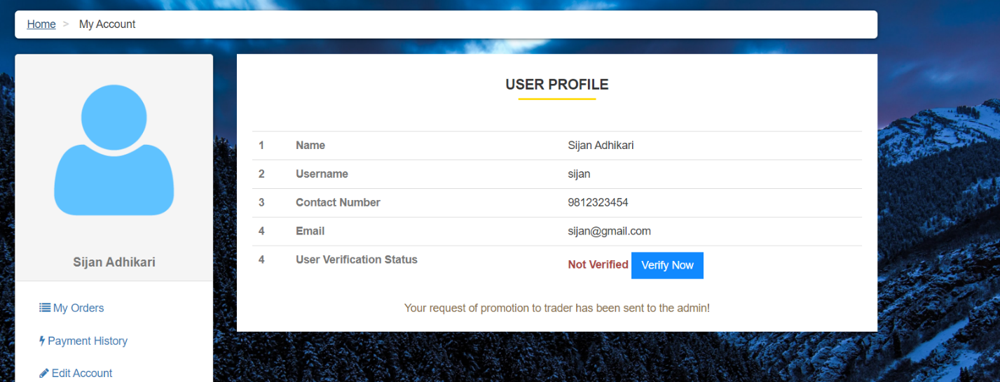 Home > My Account
Sijan Adhikari
My Orders
Payment History
Edit Account
USER PROFILE
1 Name Sijan Adhikari
2 Username sijan
3 Contact Number 9812323454
4 Email sijan@gmail.com
4 User Verification Status Not Verified Verify Now
Your request of promotion to trader has been sent to the admin!